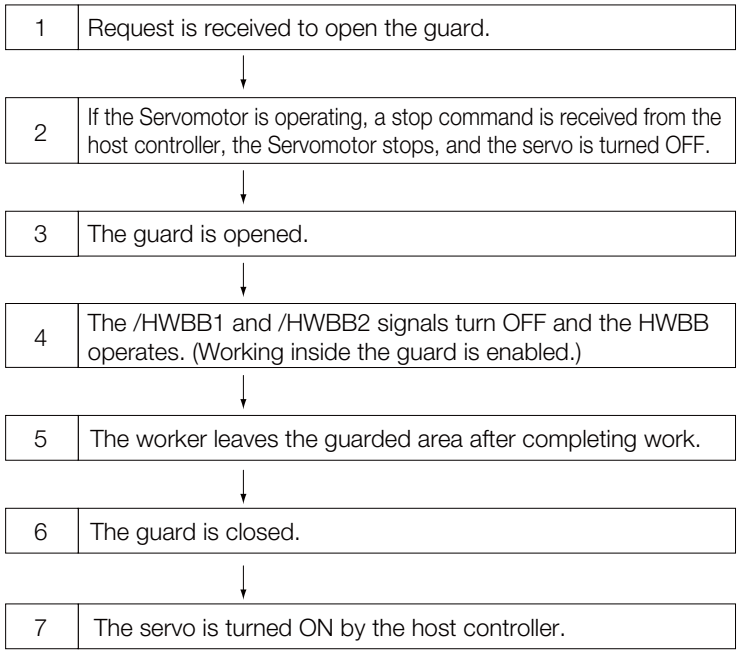 1 Request is received to open the guard.
2 If the Servomotor is operating, a stop command is received from the
host controller, the Servomotor stops, and the servo is turned OFF.
3 The guard is opened.
4 The /HWBB1 and /HWBB2 signals turn OFF and the HWBB
operates. (Working inside the guard is enabled.)
5 The worker leaves the guarded area after completing work.
6 The guard is closed.
7 The servo is turned ON by the host controller.